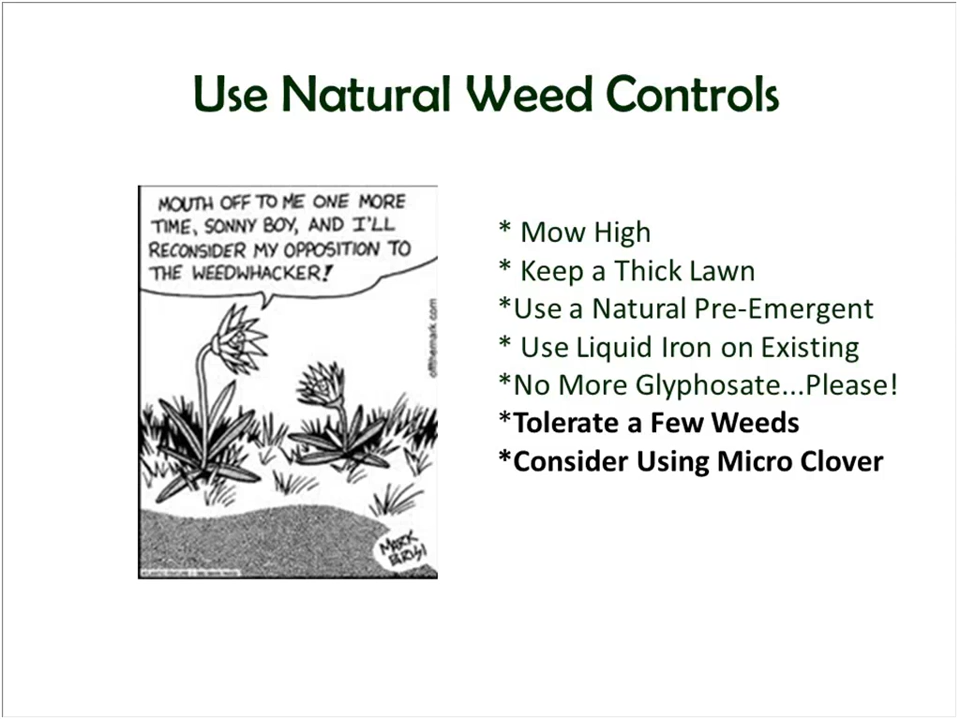 Use Natural Weed Controls
MOUTH OFF TO ME ONE MORE
TIME, SONNY BOY, AND I'LL
RECONSIDER MY OPPOSITION TO
THE WEEDWHACKER!
offthemark.com
MARK
PARISI
* Mow High
* Keep a Thick Lawn
*Use a Natural Pre-Emergent
* Use Liquid Iron on Existing
*No More Glyphosate...Please!
*Tolerate a Few Weeds
*Consider Using Micro Clover